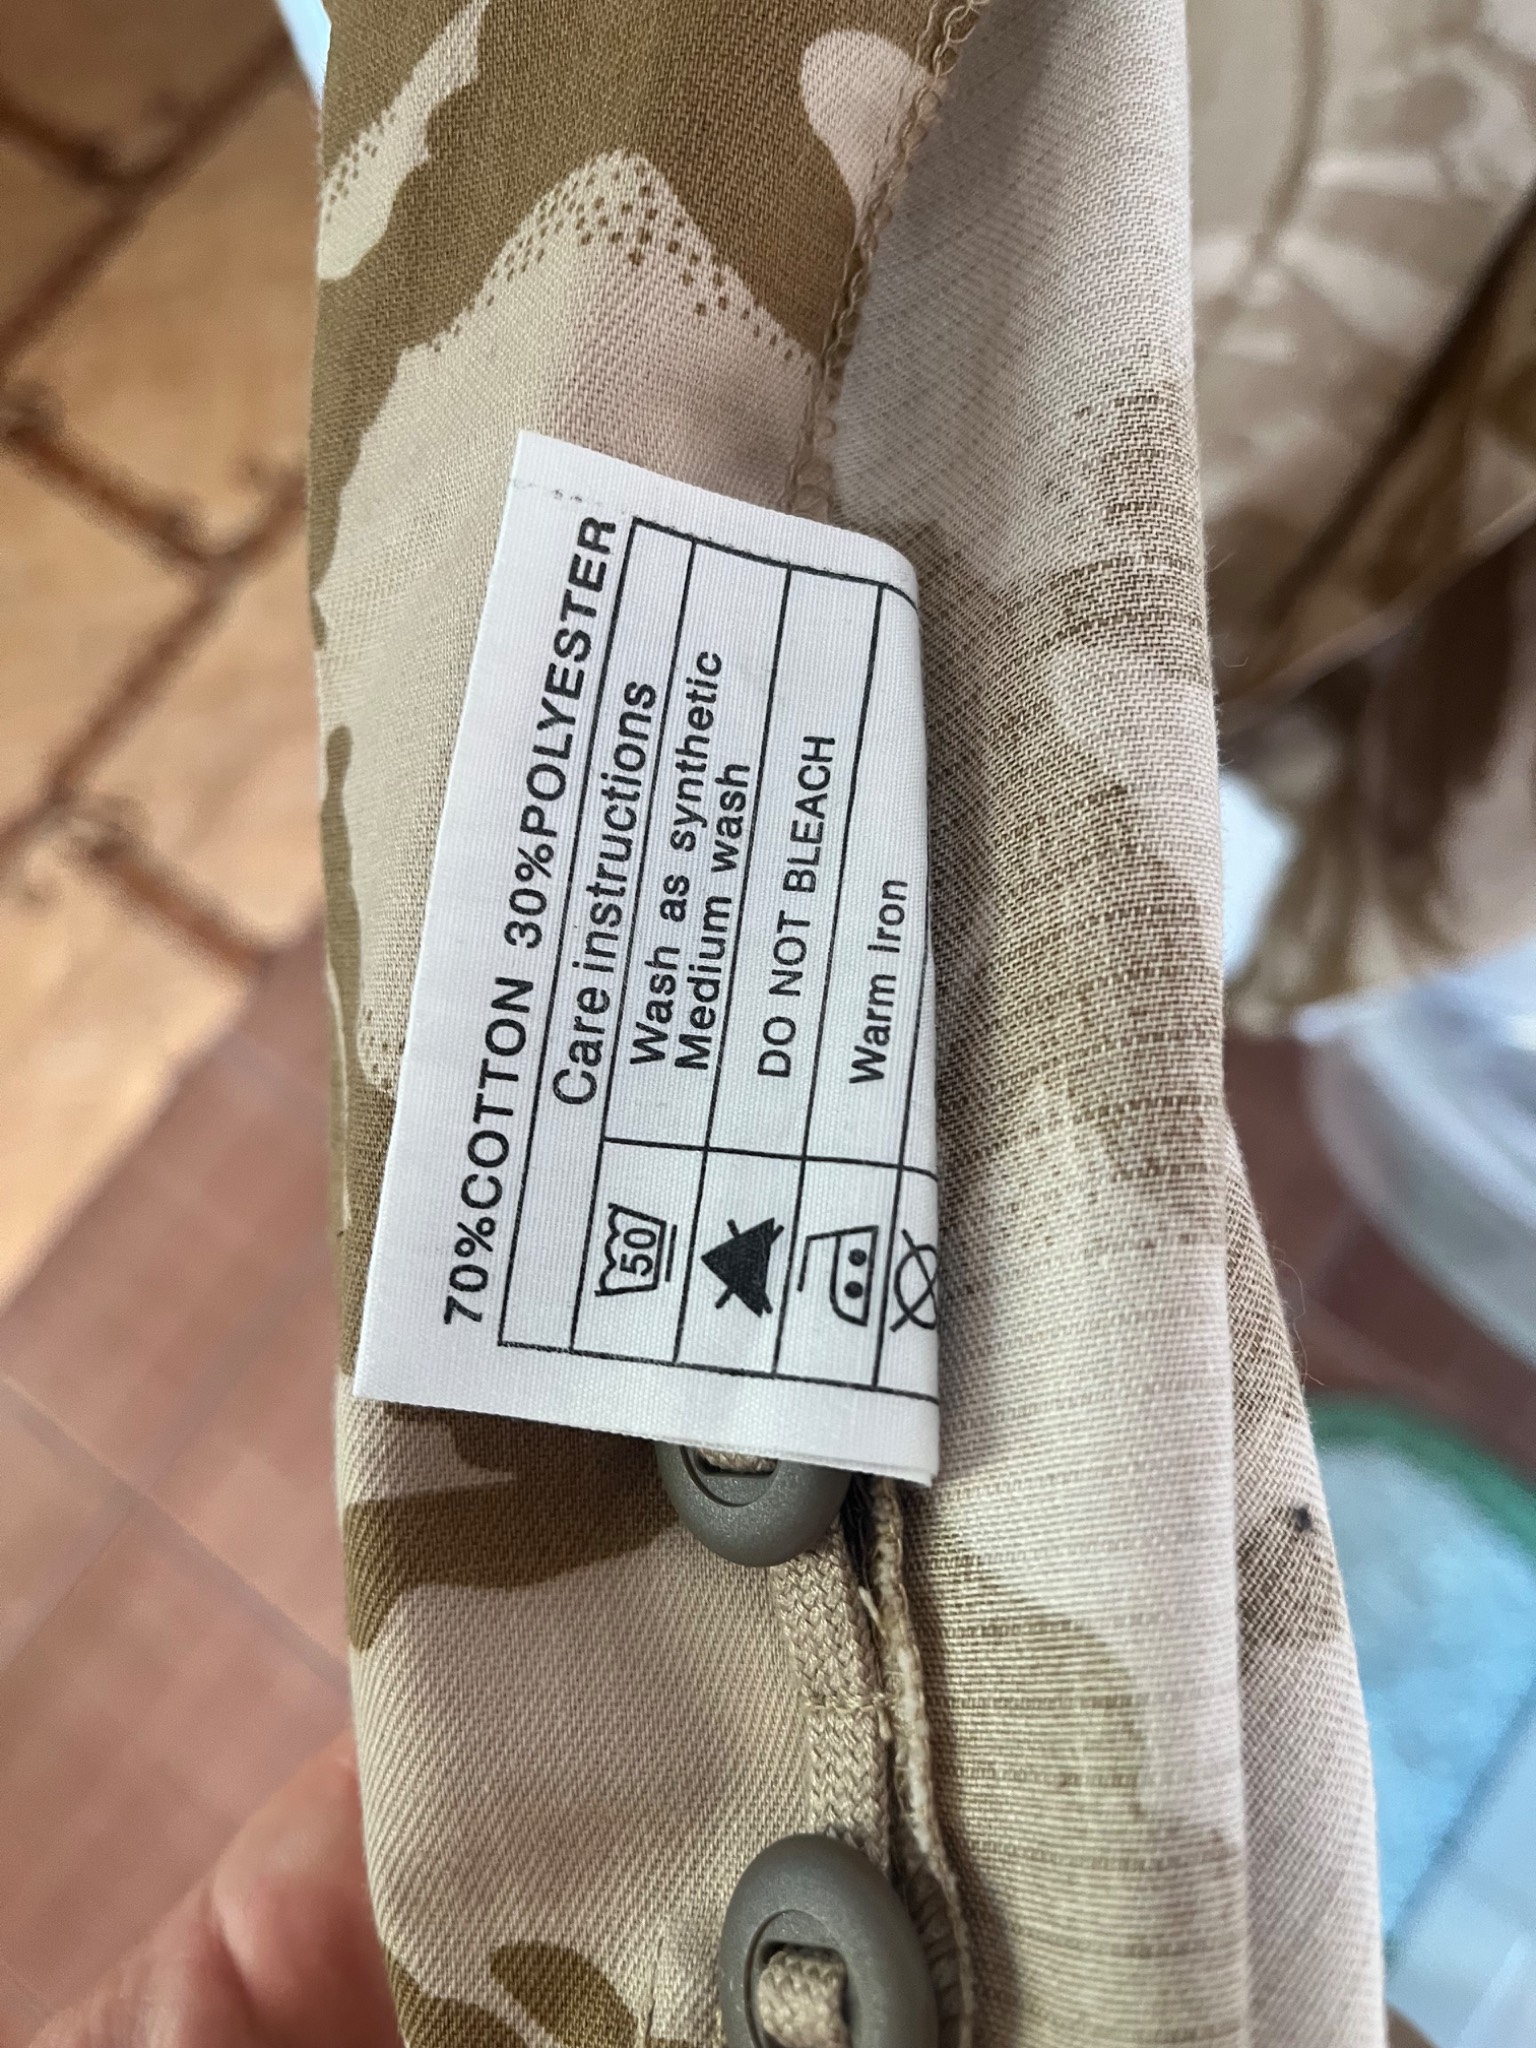 70%COTTON 30%POLYESTER
Care instructions
50
Wash as synthetic
Medium wash
DO NOT BLEACH
Warm Iron